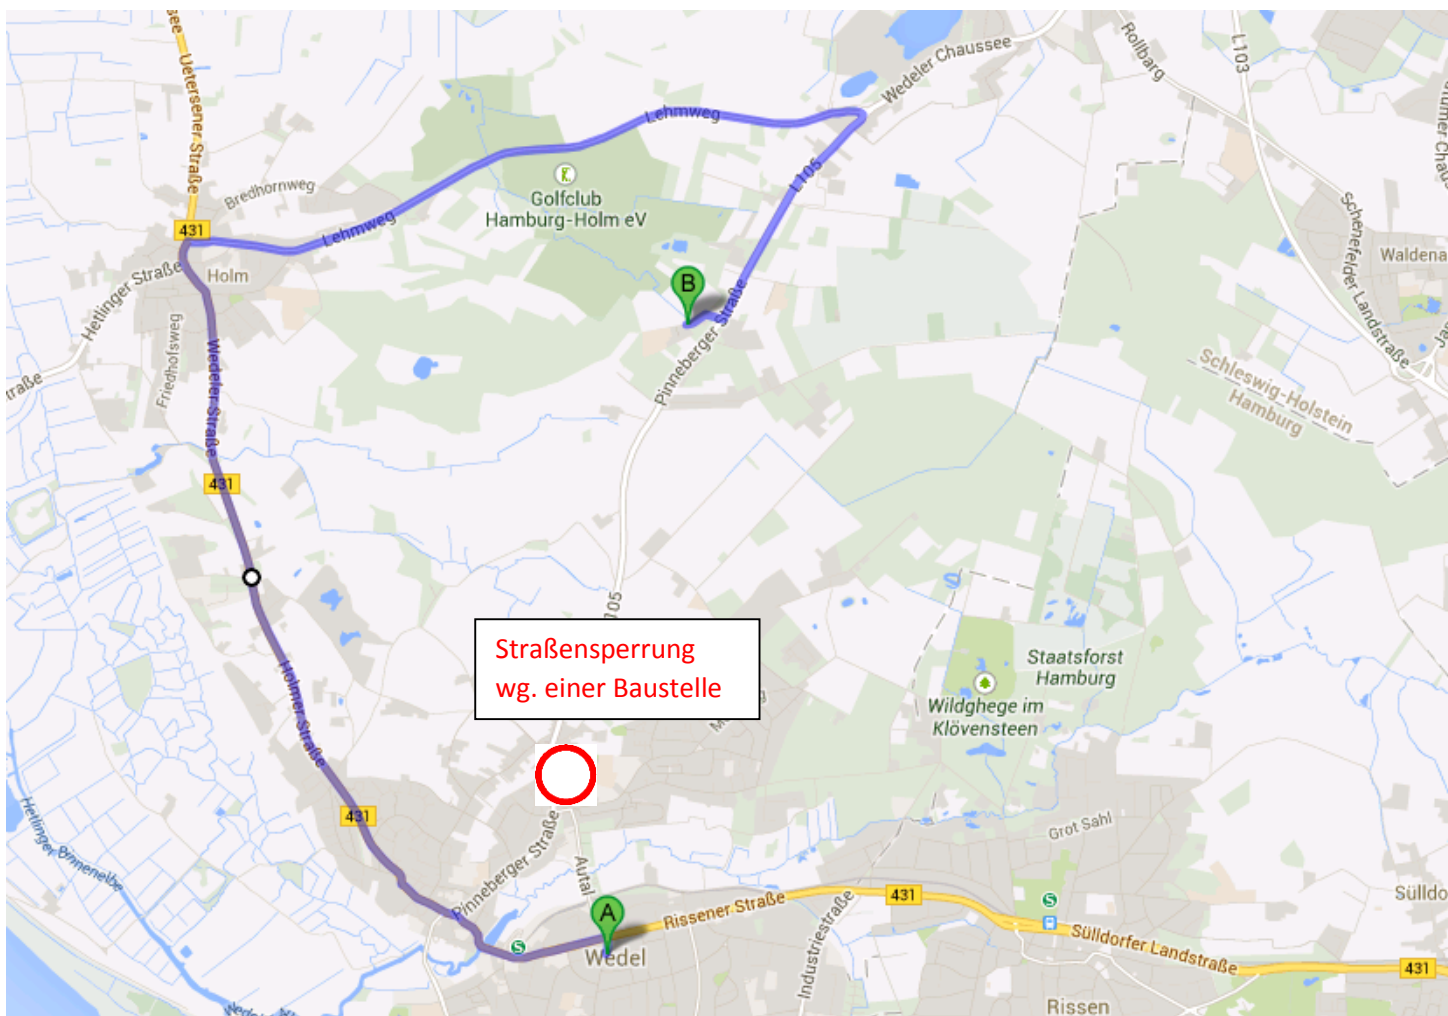 see
Uetersener Straße
Wedeler Chaussee
Rollbarg
L103
Lehmweg
L105
Bredhornweg
Golfclub
Hamburg-Holm eV
431
Lehmweg
Hetlinger Straße
Holm
Schenefelder Landstraße
Waldena
B
Friedhofsweg
Wedeler Straße
Pinneberger Straße
Schleswig-Holstein
Hamburg
raße
431
105
Straßensperrung
wg. einer Baustelle
Staatsforst
Hamburg
Wildghege im
Klövensteen
Holmer Straße
431
Hetlinger Binnenelbe
Pinneberger Straße
Autal
Grot Sahl
A
Rissener Straße
431
S
Sülldo
S
Wedel
Industriestraße
Sülldorfer Landstraße
431
Rissen